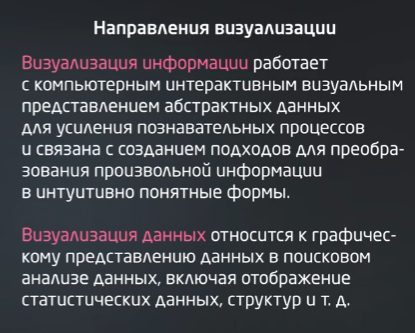 Направления визуализации
Визуализация информации работает
с компьютерным интерактивным визуальным
представлением абстрактных данных
для усиления познавательных процессов
и связана с созданием подходов для преобра-
зования произвольной информации
в интуитивно понятные формы.
Визуализация данных относится к графичес-
кому представлению данных в поисковом
анализе данных, включая отображение
статистических данных, структур и т. д.